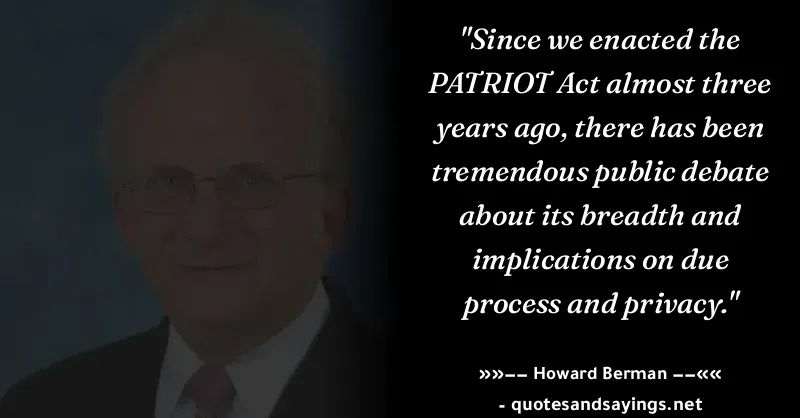 "Since we enacted the
PATRIOT Act almost three
years ago, there has been
tremendous public debate
about its breadth and
implications on due
process and privacy."
»»−− Howard Berman −−««
- quotesandsayings.net